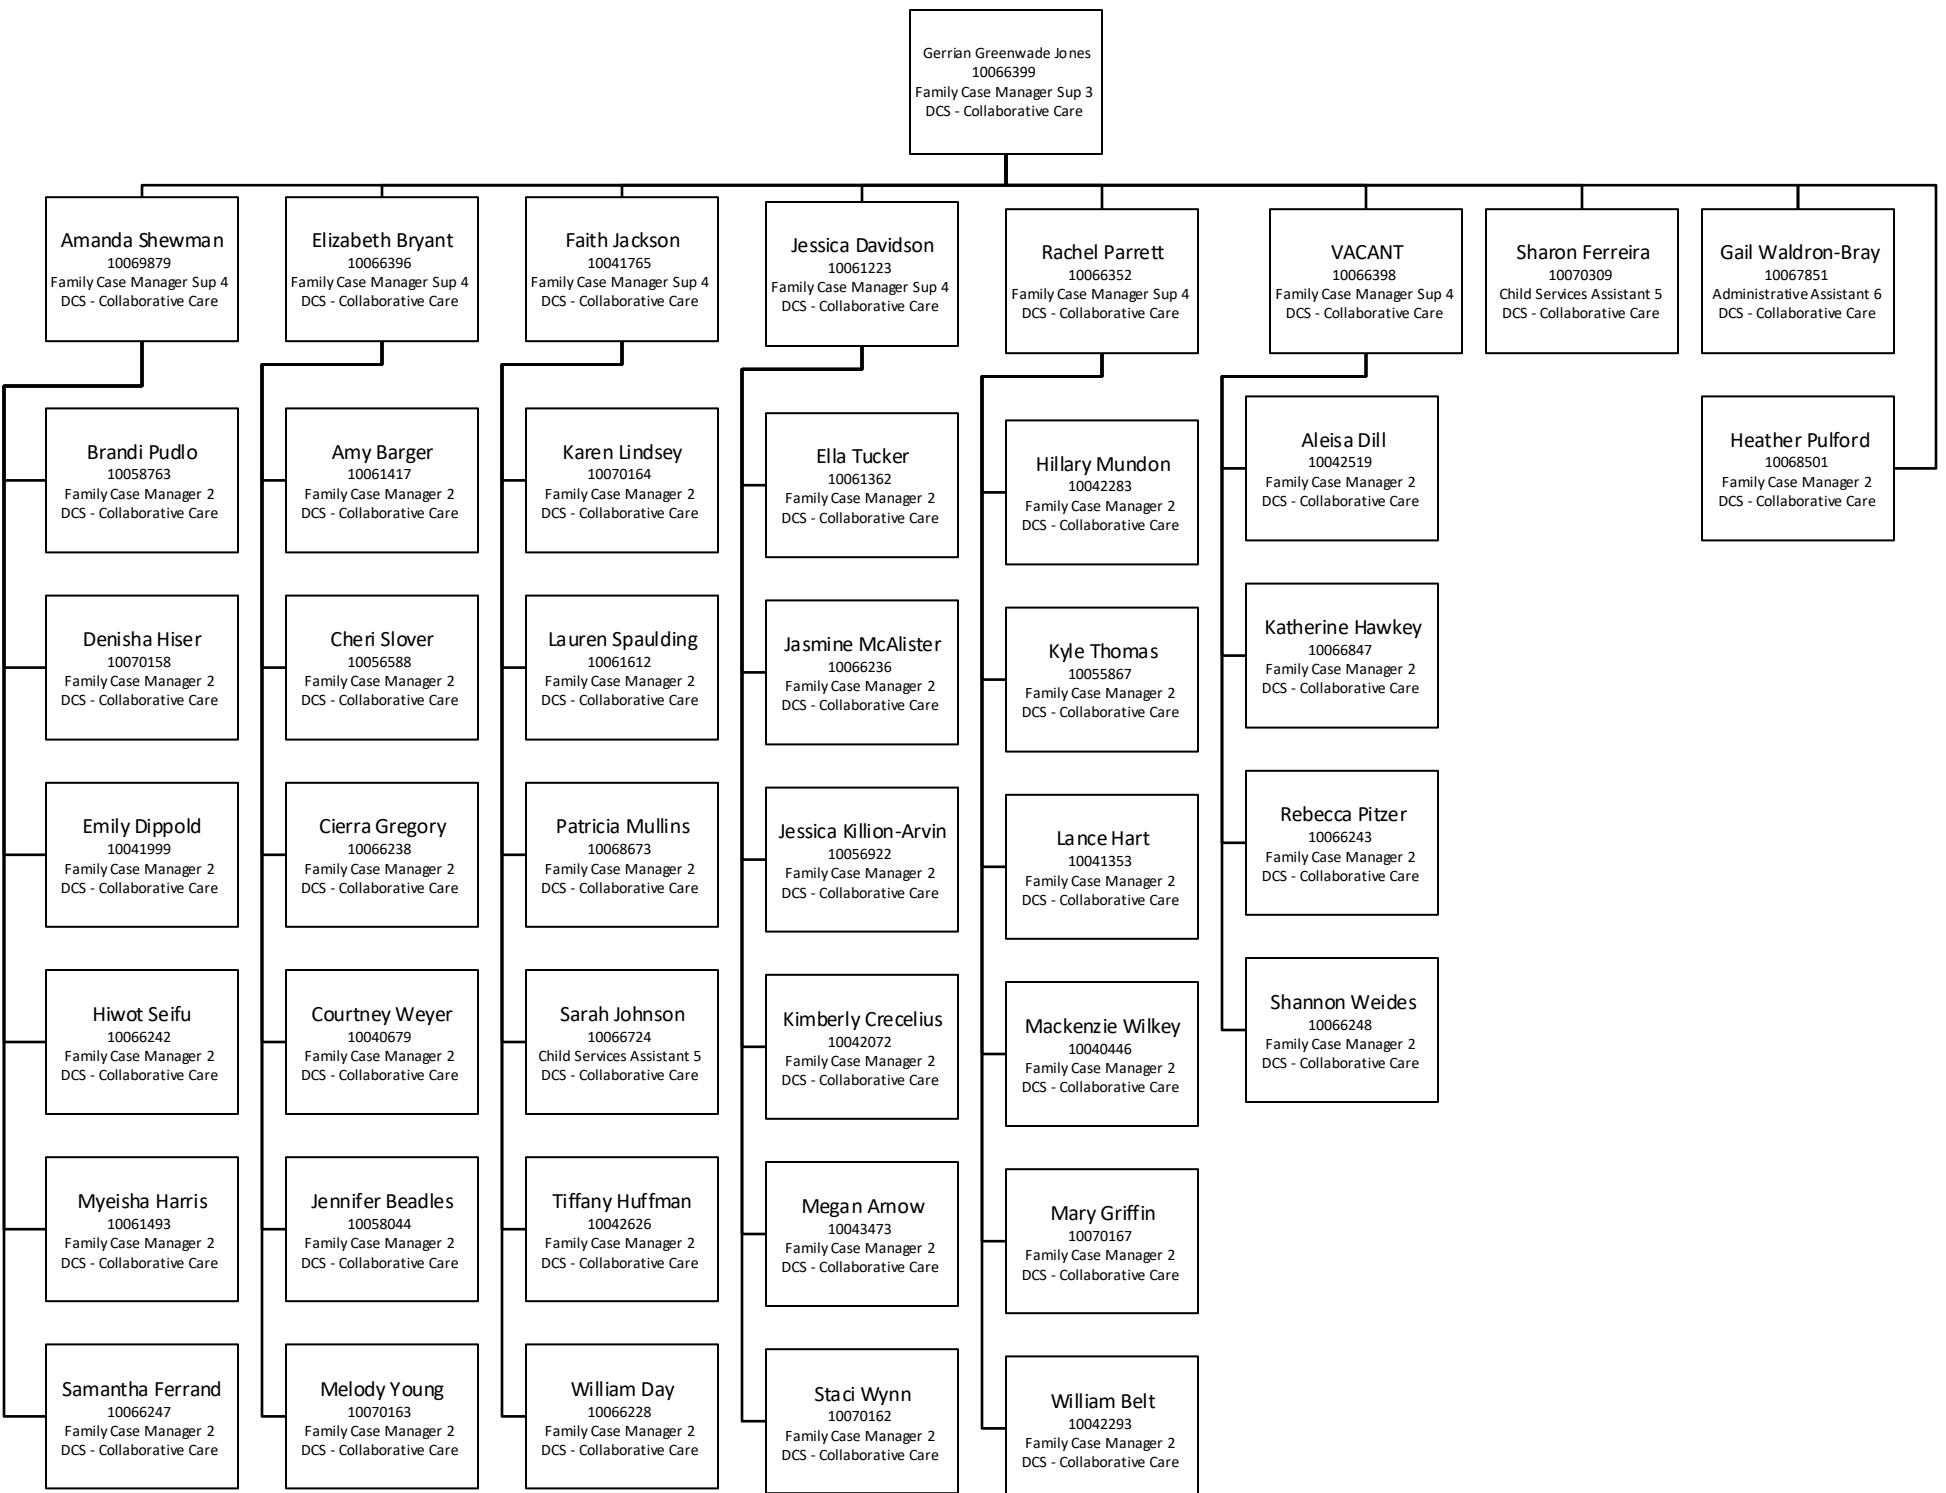 Gerrian Greenwade Jones
10066399
Family Case Manager Sup 3
DCS - Collaborative Care
Amanda Shewman
10069879
Family Case Manager Sup 4
DCS - Collaborative Care
Elizabeth Bryant
10066396
Family Case Manager Sup 4
DCS - Collaborative Care
Faith Jackson
10041765
Family Case Manager Sup 4
DCS - Collaborative Care
Jessica Davidson
10061223
Family Case Manager Sup 4
DCS - Collaborative Care
Rachel Parrett
10066352
Family Case Manager Sup 4
DCS - Collaborative Care
VACANT
10066398
Family Case Manager Sup 4
DCS - Collaborative Care
Sharon Ferreira
10070309
Child Services Assistant 5
DCS - Collaborative Care
Gail Waldron-Bray
10067851
Administrative Assistant 6
DCS - Collaborative Care
Brandi Pudlo
10058763
Family Case Manager 2
DCS - Collaborative Care
Amy Barger
10061417
Family Case Manager 2
DCS - Collaborative Care
Karen Lindsey
10070164
Family Case Manager 2
DCS - Collaborative Care
Ella Tucker
10061362
Family Case Manager 2
DCS - Collaborative Care
Hillary Mundon
10042283
Family Case Manager 2
DCS - Collaborative Care
Aleisa Dill
10042519
Family Case Manager 2
DCS - Collaborative Care
Heather Pulford
10068501
Family Case Manager 2
DCS - Collaborative Care
Denisha Hiser
10070158
Family Case Manager 2
DCS - Collaborative Care
Cheri Slover
10056588
Family Case Manager 2
DCS - Collaborative Care
Lauren Spaulding
10061612
Family Case Manager 2
DCS - Collaborative Care
Jasmine McAlister
10066236
Family Case Manager 2
DCS - Collaborative Care
Kyle Thomas
10055867
Family Case Manager 2
DCS - Collaborative Care
Katherine Hawkey
10066847
Family Case Manager 2
DCS - Collaborative Care
Emily Dippold
10041999
Family Case Manager 2
DCS - Collaborative Care
Cierra Gregory
10066238
Family Case Manager 2
DCS - Collaborative Care
Patricia Mullins
10068673
Family Case Manager 2
DCS - Collaborative Care
Jessica Killion-Arvin
10056922
Family Case Manager 2
DCS - Collaborative Care
Lance Hart
10041353
Family Case Manager 2
DCS - Collaborative Care
Rebecca Pitzer
10066243
Family Case Manager 2
DCS - Collaborative Care
Hiwot Seifu
10066242
Family Case Manager 2
DCS - Collaborative Care
Courtney Weyer
10040679
Family Case Manager 2
DCS - Collaborative Care
Sarah Johnson
10066724
Child Services Assistant 5
DCS - Collaborative Care
Kimberly Crecelius
10042072
Family Case Manager 2
DCS - Collaborative Care
Mackenzie Wilkey
10040446
Family Case Manager 2
DCS - Collaborative Care
Shannon Weides
10066248
Family Case Manager 2
DCS - Collaborative Care
Myeisha Harris
10061493
Family Case Manager 2
DCS - Collaborative Care
Jennifer Beadles
10058044
Family Case Manager 2
DCS - Collaborative Care
Tiffany Huffman
10042626
Family Case Manager 2
DCS - Collaborative Care
Megan Arnow
10043473
Family Case Manager 2
DCS - Collaborative Care
Mary Griffin
10070167
Family Case Manager 2
DCS - Collaborative Care
Samantha Ferrand
10066247
Family Case Manager 2
DCS - Collaborative Care
Melody Young
10070163
Family Case Manager 2
DCS - Collaborative Care
William Day
10066228
Family Case Manager 2
DCS - Collaborative Care
Staci Wynn
10070162
Family Case Manager 2
DCS - Collaborative Care
William Belt
10042293
Family Case Manager 2
DCS - Collaborative Care